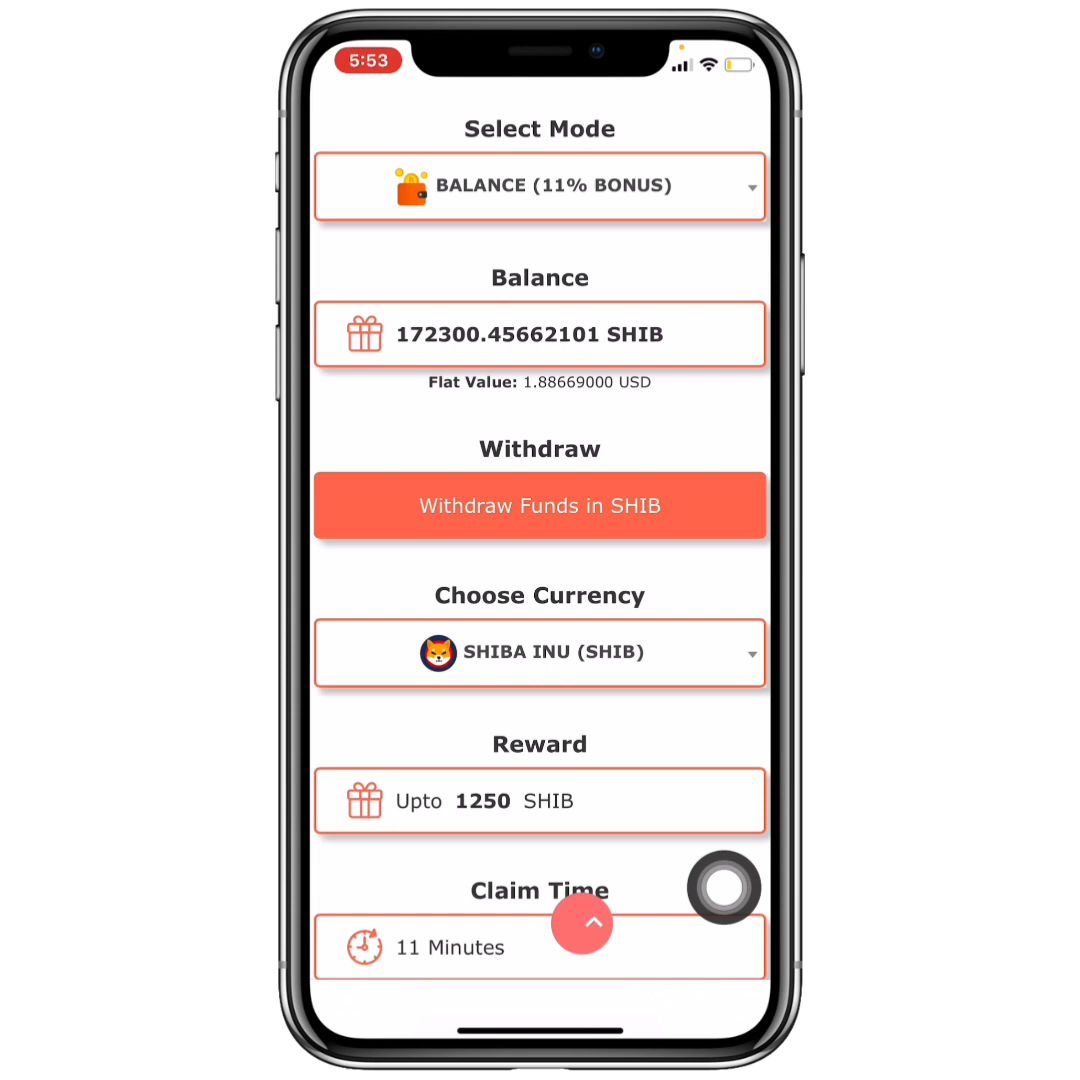 5:53
Select Mode
BALANCE (11% BONUS)
Balance
172300.45662101 SHIB
Flat Value: 1.88669000 USD
Withdraw
Withdraw Funds in SHIB
Choose Currency
SHIBA INU (SHIB)
Reward
Upto 1250 SHIB
Claim Time
11 Minutes